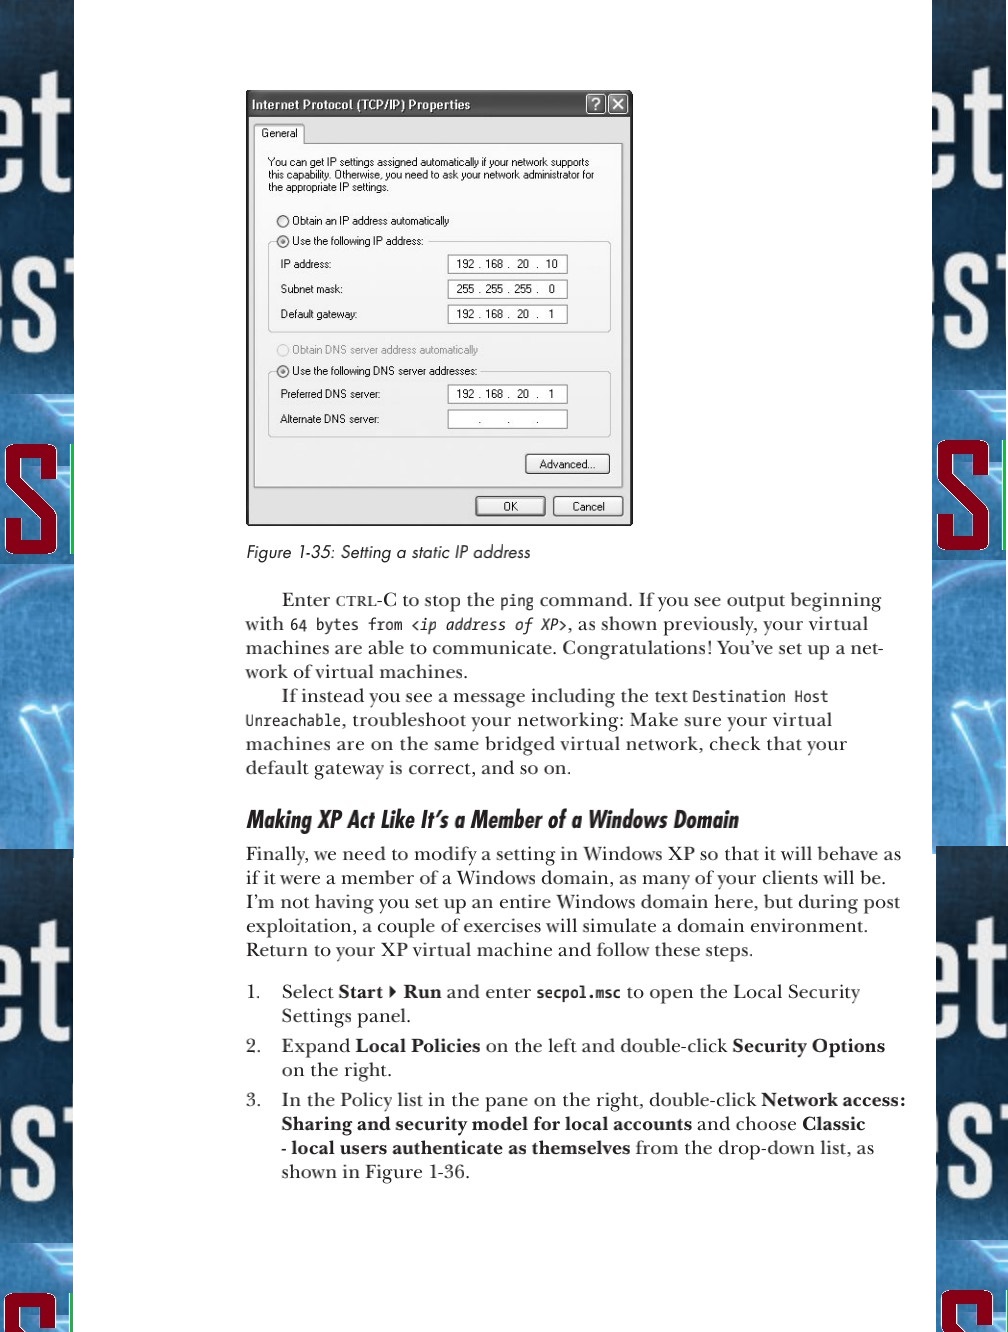 Internet Protocol (TCP/IP) Properties
General
You can get IP settings assigned automatically if your network supports
this capability. Otherwise, you need to ask your network administrator for
the appropriate IP settings.
Obtain an IP address automatically
Use the following IP address:
IP address: 192 . 168 . 20 . 10
Subnet mask: 255 . 255 . 255 . 0
Default gateway: 192 . 168 . 20 . 1
Obtain DNS server address automatically
Use the following DNS server addresses:
Preferred DNS server: 192 . 168 . 20 . 1
Alternate DNS server: . . .
Advanced...
OK Cancel
Figure 1-35: Setting a static IP address
Enter CTRL-C to stop the ping command. If you see output beginning
with 64 bytes from <ip address of XP>, as shown previously, your virtual
machines are able to communicate. Congratulations! You've set up a net-
work of virtual machines.
If instead you see a message including the text Destination Host
Unreachable, troubleshoot your networking: Make sure your virtual
machines are on the same bridged virtual network, check that your
default gateway is correct, and so on.
Making XP Act Like It's a Member of a Windows Domain
Finally, we need to modify a setting in Windows XP so that it will behave as
if it were a member of a Windows domain, as many of your clients will be.
I'm not having you set up an entire Windows domain here, but during post
exploitation, a couple of exercises will simulate a domain environment.
Return to your XP virtual machine and follow these steps.
1. Select Start ▸ Run and enter secpol.msc to open the Local Security
Settings panel.
2. Expand Local Policies on the left and double-click Security Options
on the right.
3. In the Policy list in the pane on the right, double-click Network access:
Sharing and security model for local accounts and choose Classic
- local users authenticate as themselves from the drop-down list, as
shown in Figure 1-36.